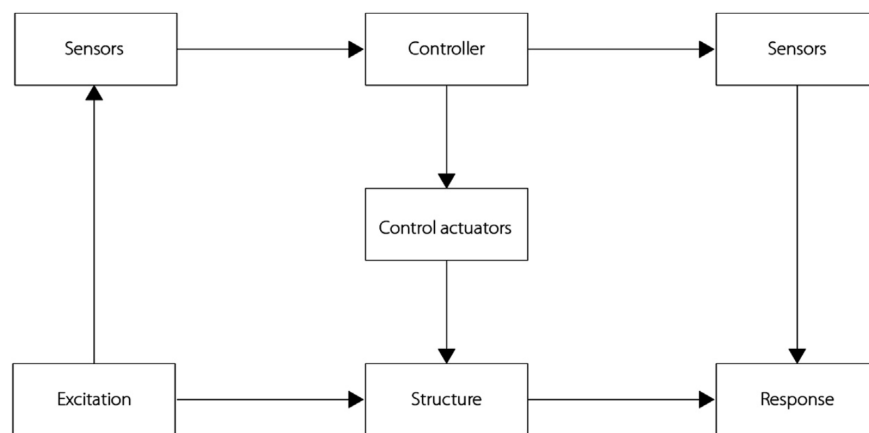 Sensors
Controller
Sensors
Control actuators
Excitation
Structure
Response